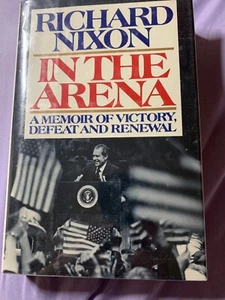 RICHARD
NIXON
IN THE
ARENA
A MEMOIR OF VICTORY,
DEFEAT AND RENEWAL